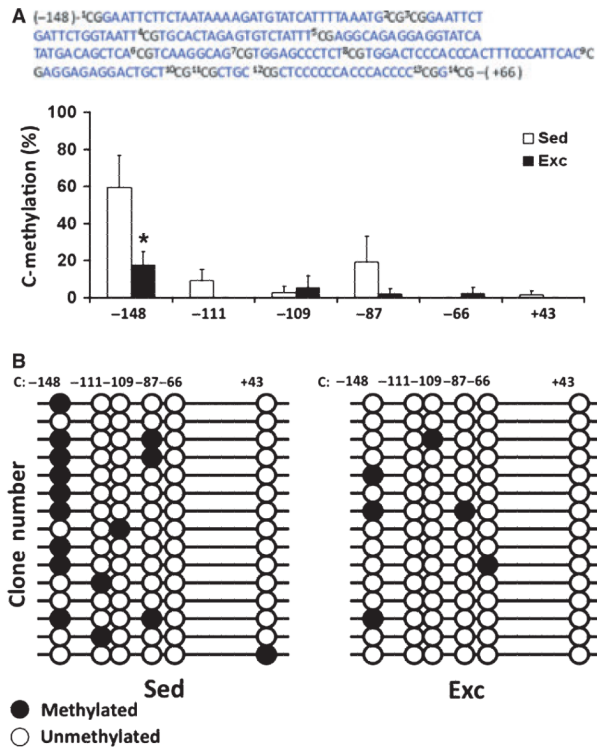 A
(−148)-¹CGGAATTCTTCTAATAAAAGATGTATCATTTTAAATG²CG³CGGAATTCT
GATTCTGGTAATT⁴CGTGCACTAGAGTGTCTATTT⁵CGAGGCAGAGGAGGTATCA
TATGACAGCTCA⁶CGTCAAGGCAG⁷CGTGGAGCCCTCT⁸CGTGGACTCCCACCCACTTTCCCATTCAC⁹C
GAGGAGAGGACTGCT¹⁰CG¹¹CGCTGC ¹²CGCTCCCCCCACCCACCCC¹³CGG¹⁴CG –(+66)
100
80
60
40
20
0
C-methylation (%)
Sed
Exc
*
−148 −111 −109 −87 −66 +43
B
C: −148 −111−109 −87−66 +43
C: −148 −111−109 −87−66 +43
Clone number
Sed
Exc
Methylated
Unmethylated